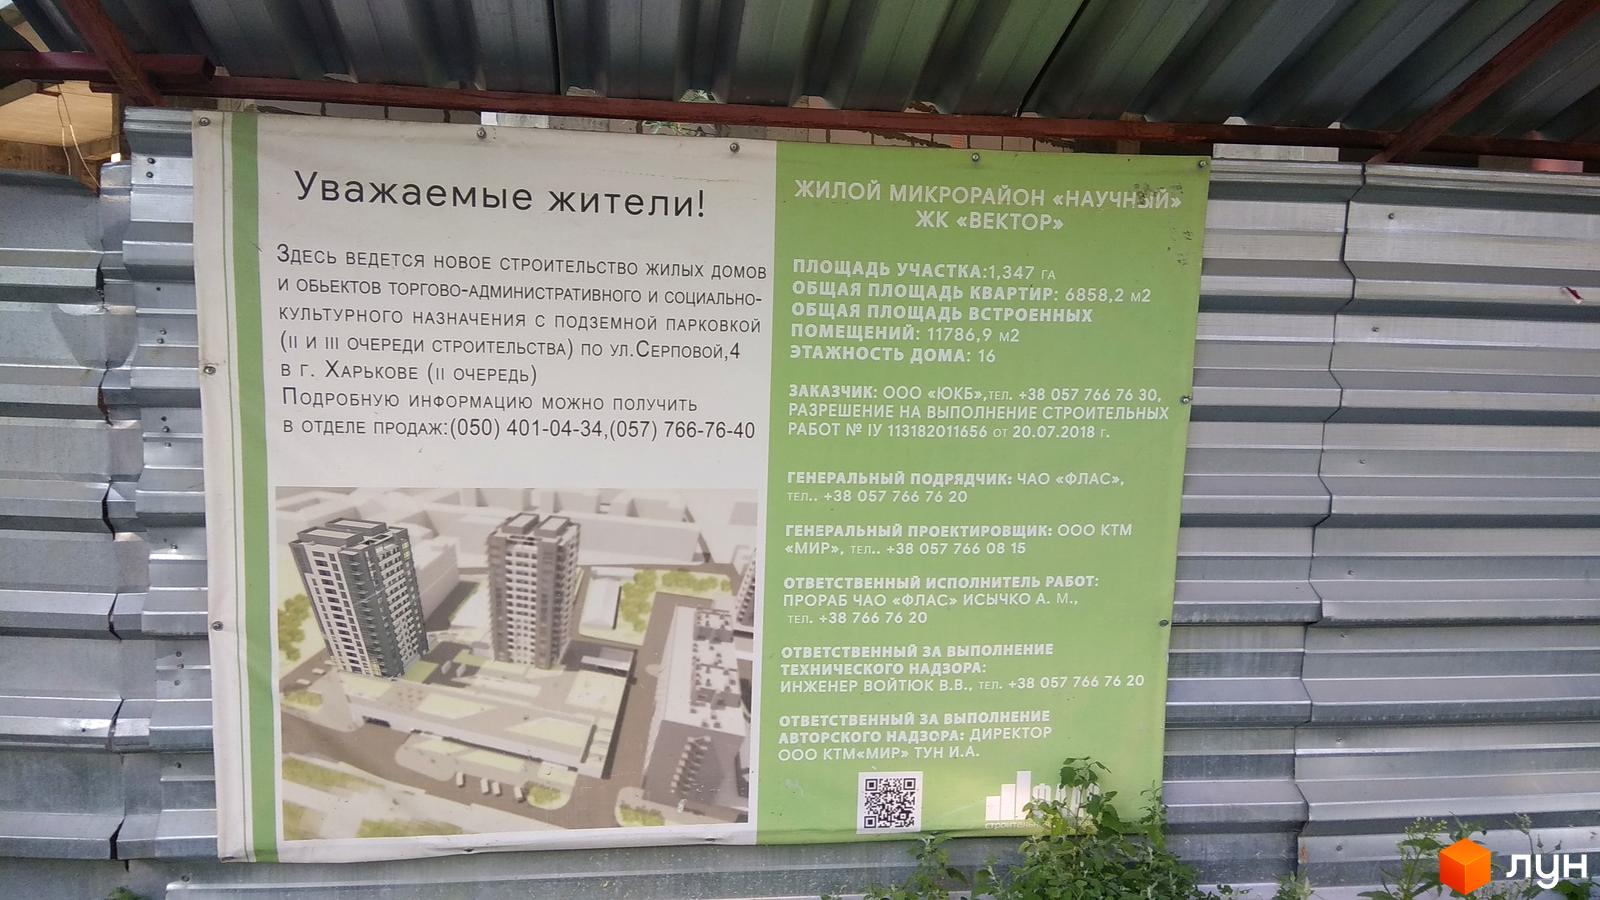 Уважаемые жители!
Здесь ведется новое строительство жилых домов
и обьектов торгово-административного и социально-
культурного назначения с подземной парковкой
(II и III очереди строительства) по ул.Серповой,4
в г. Харькове (II очередь)
Подробную информацию можно получить
в отделе продаж:(050) 401-04-34,(057) 766-76-40
ЖИЛОЙ МИКРОРАЙОН «НАУЧНЫЙ»
ЖК «ВЕКТОР»
ПЛОЩАДЬ УЧАСТКА:1,347 ГА
ОБЩАЯ ПЛОЩАДЬ КВАРТИР: 6858,2 М2
ОБЩАЯ ПЛОЩАДЬ ВСТРОЕННЫХ
ПОМЕЩЕНИЙ: 11786,9 М2
ЭТАЖНОСТЬ ДОМА: 16
ЗАКАЗЧИК: ООО «ЮКБ»,ТЕЛ. +38 057 766 76 30,
РАЗРЕШЕНИЕ НА ВЫПОЛНЕНИЕ СТРОИТЕЛЬНЫХ
РАБОТ № ІУ 113182011656 ОТ 20.07.2018 Г.
ГЕНЕРАЛЬНЫЙ ПОДРЯДЧИК: ЧАО «ФЛАС»,
ТЕЛ.. +38 057 766 76 20
ГЕНЕРАЛЬНЫЙ ПРОЕКТИРОВЩИК: ООО КТМ
«МИР», ТЕЛ.. +38 057 766 08 15
ОТВЕТСТВЕННЫЙ ИСПОЛНИТЕЛЬ РАБОТ:
ПРОРАБ ЧАО «ФЛАС» ИСЫЧКО А. М.,
ТЕЛ. +38 766 76 20
ОТВЕТСТВЕННЫЙ ЗА ВЫПОЛНЕНИЕ
ТЕХНИЧЕСКОГО НАДЗОРА:
ИНЖЕНЕР ВОЙТЮК В.В., ТЕЛ. +38 057 766 76 20
ОТВЕТСТВЕННЫЙ ЗА ВЫПОЛНЕНИЕ
АВТОРСКОГО НАДЗОРА: ДИРЕКТОР
ООО КТМ«МИР» ТУН И.А.
лун